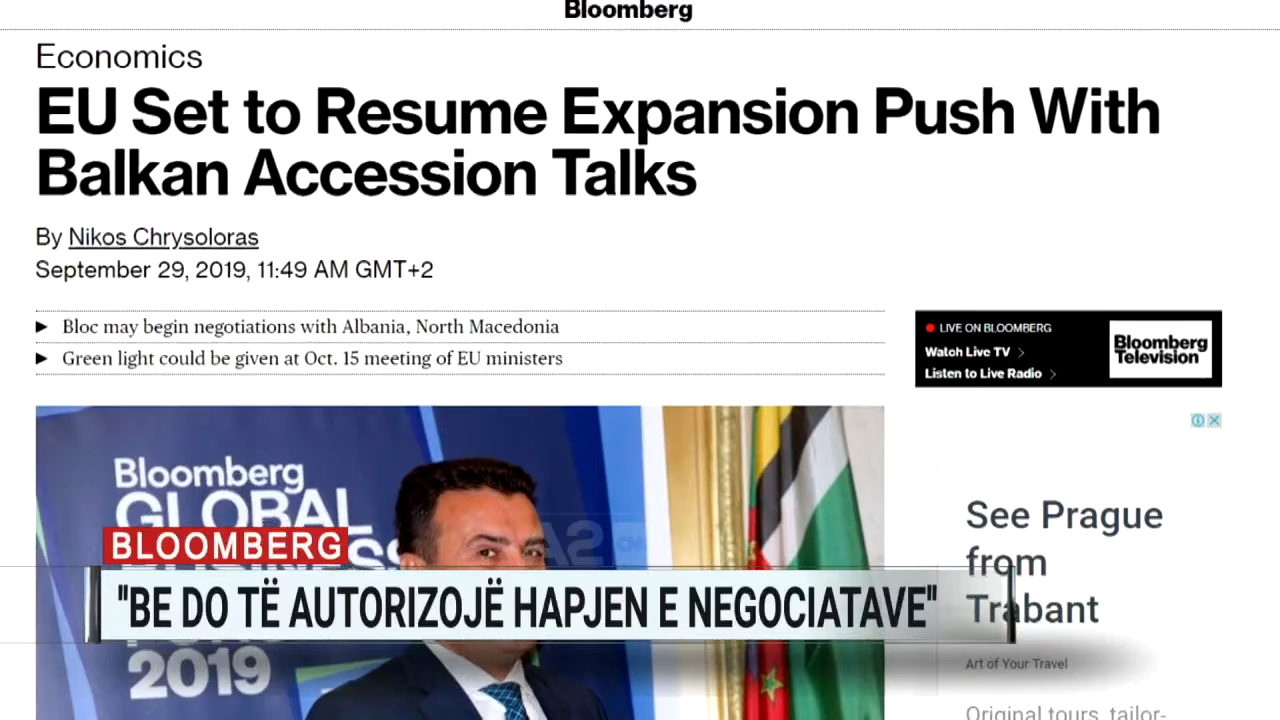 Bloomberg
Economics
EU Set to Resume Expansion Push With
Balkan Accession Talks
By Nikos Chrysoloras
September 29, 2019, 11:49 AM GMT+2
Bloc may begin negotiations with Albania, North Macedonia
Green light could be given at Oct. 15 meeting of EU ministers
LIVE ON BLOOMBERG
Watch Live TV
Listen to Live Radio
Bloomberg
Television
Bloomberg
GLOBAL
2019
A2 CNN
BLOOMBERG
"BE DO TË AUTORIZOJË HAPJEN E NEGOCIATAVE"
See Prague
from
Trabant
Art of Your Travel
Original tours, tailor-